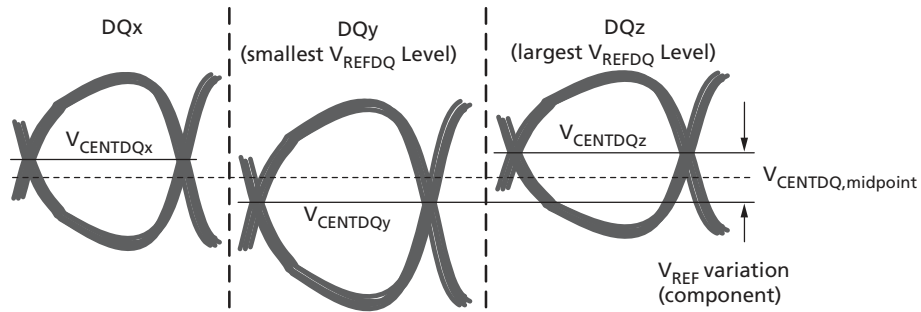 DQx
DQy
(smallest VREFDQ Level)
DQz
(largest VREFDQ Level)
VCENTDQx
VCENTDQz
VCENTDQ,midpoint
VCENTDQy
VREF variation
(component)